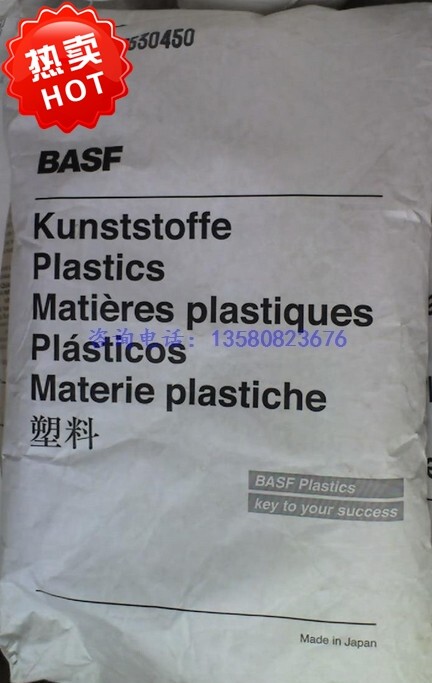 热卖
HOT
530450
BASF
Kunststoffe
Plastics
Matières plastiques
咨询电话：13580823676
Plásticos
Materie plastiche
塑料
BASF Plastics
key to your success
Made in Japan